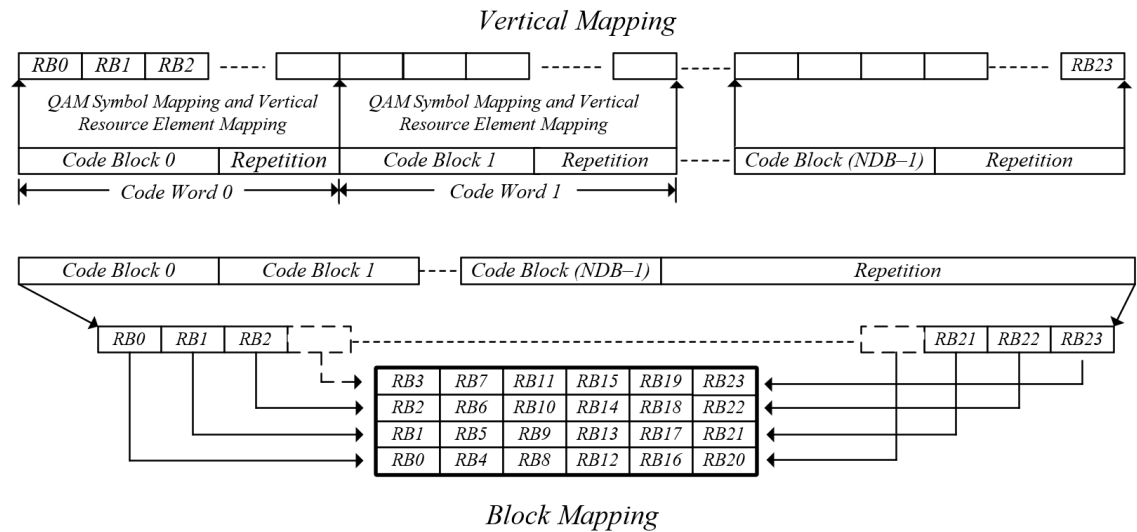 Vertical Mapping
RB0 RB1 RB2 RB23
QAM Symbol Mapping and Vertical
Resource Element Mapping
QAM Symbol Mapping and Vertical
Resource Element Mapping
Code Block 0 Repetition Code Block 1 Repetition Code Block (NDB–1) Repetition
Code Word 0 Code Word 1
Code Block 0 Code Block 1 Code Block (NDB–1) Repetition
RB0 RB1 RB2 RB21 RB22 RB23
RB3 RB7 RB11 RB15 RB19 RB23
RB2 RB6 RB10 RB14 RB18 RB22
RB1 RB5 RB9 RB13 RB17 RB21
RB0 RB4 RB8 RB12 RB16 RB20
Block Mapping